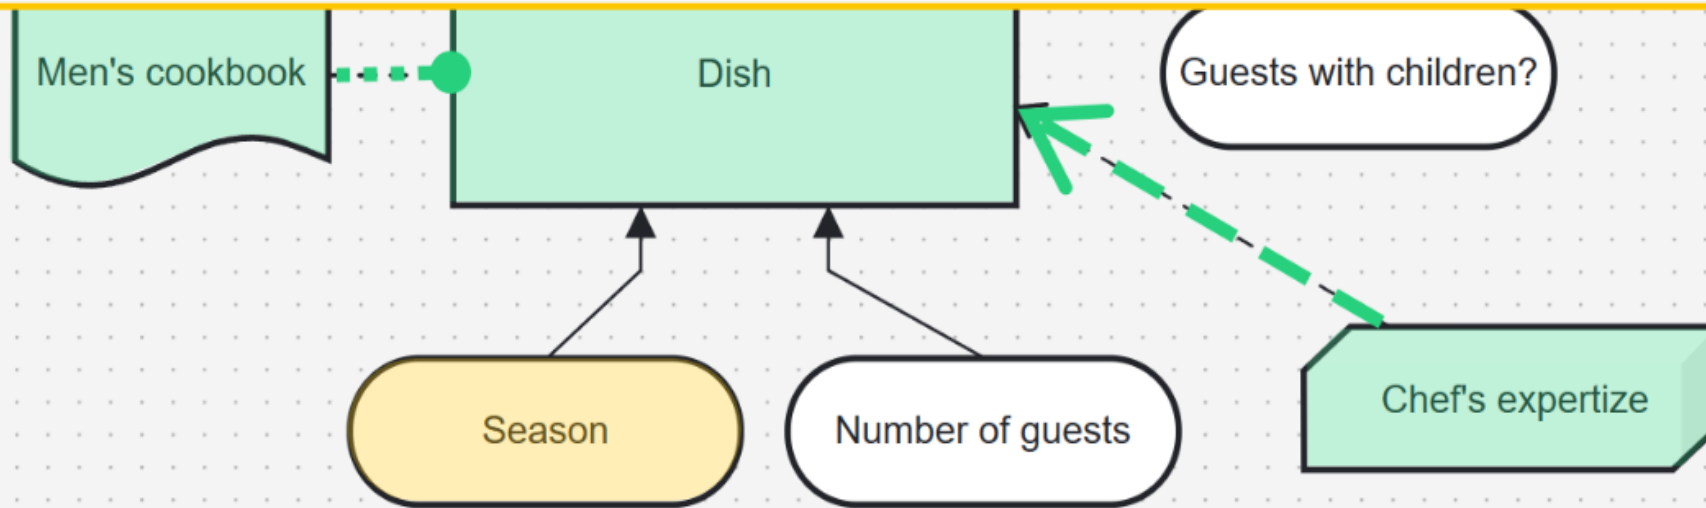 Men's cookbook
Dish
Guests with children?
Season
Number of guests
Chef's expertize